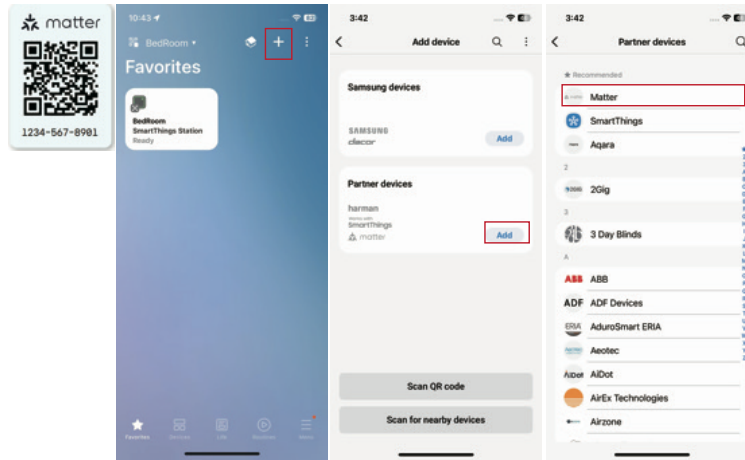 matter
1234-567-8901
10:43
BedRoom
Favorites
BedRoom
SmartThings Station
Ready
Favorites
Devices
Life
Routines
Menu
3:42
Add device
Samsung devices
SAMSUNG
dacor
Add
Partner devices
harman
Works with
SmartThings
matter
Add
Scan QR code
Scan for nearby devices
3:42
Partner devices
Recommended
Matter
SmartThings
Aqara
2
2GIG
2Gig
3
3 Day Blinds
A
ABB
ABB
ADF
ADF Devices
ERIA
AduroSmart ERIA
Aeotec
AiDot
AiDot
AirEx Technologies
Airzone